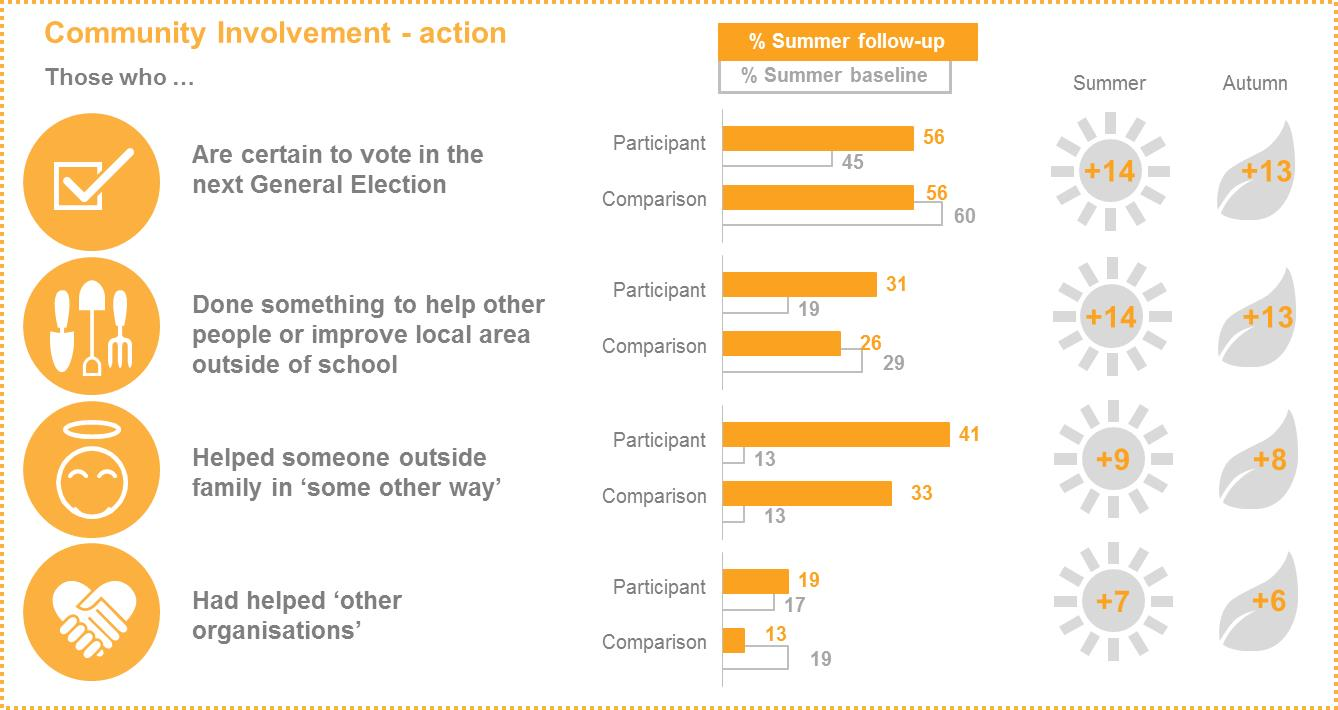 Community Involvement - action
Those who …
% Summer follow-up
% Summer baseline
Summer
Autumn
Are certain to vote in the
next General Election
Participant
56
45
Comparison
56
60
+14
+13
Done something to help other
people or improve local area
outside of school
Participant
31
19
Comparison
26
29
+14
+13
Helped someone outside
family in ‘some other way’
Participant
41
13
Comparison
33
13
+9
+8
Had helped ‘other
organisations’
Participant
19
17
Comparison
13
19
+7
+6